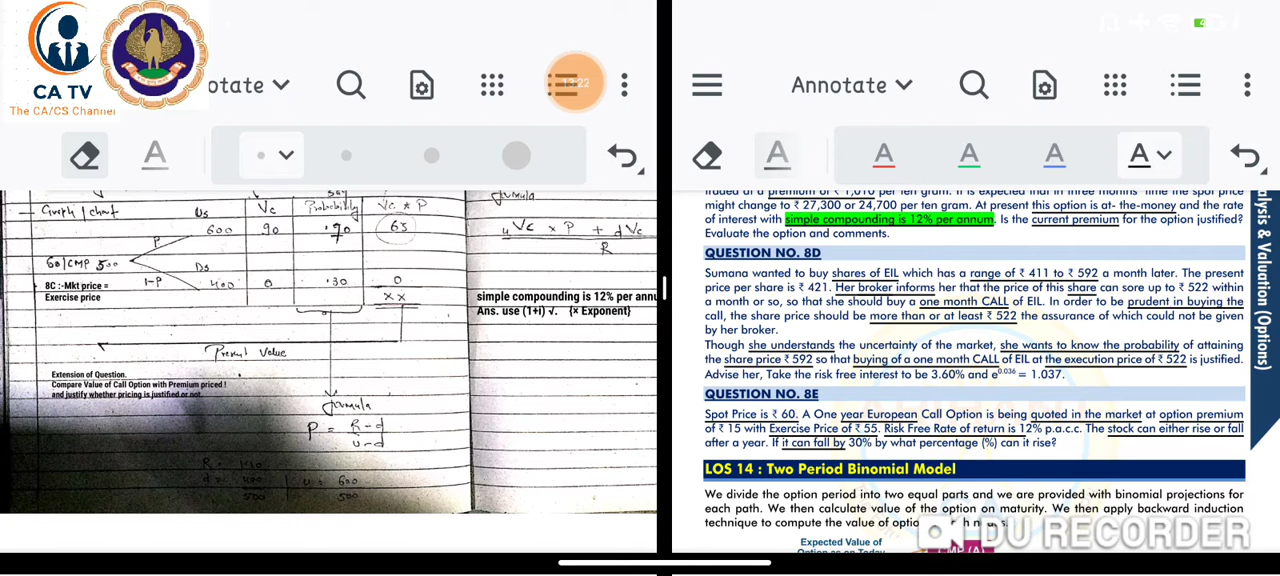 CA TV
The CA/CS Channel
otate
13:22
Annotate
Graph / chart
Us
Vc
Probability
Vc * P
600
90
.70
63
P
60/CMP 500
Ds
1-P
400
0
.30
0
x x
8C :-Mkt price =
Exercise price
Present Value
Extension of Question.
Compare Value of Call Option with Premium priced !
and justify whether pricing is justified or not.
formula
P = R-d
u-d
d = 400
500
u = 600
500
formula
uVc x P + dVc
R
simple compounding is 12% per annu
Ans. use (1+i) √. {× Exponent}
traded at a premium of ₹ 1,010 per ten gram. It is expected that in three months' time the spot price
might change to ₹ 27,300 or 24,700 per ten gram. At present this option is at- the-money and the rate
of interest with simple compounding is 12% per annum. Is the current premium for the option justified?
Evaluate the option and comments.
QUESTION NO. 8D
Sumana wanted to buy shares of EIL which has a range of ₹ 411 to ₹ 592 a month later. The present
price per share is ₹ 421. Her broker informs her that the price of this share can sore up to ₹ 522 within
a month or so, so that she should buy a one month CALL of EIL. In order to be prudent in buying the
call, the share price should be more than or at least ₹ 522 the assurance of which could not be given
by her broker.
Though she understands the uncertainty of the market, she wants to know the probability of attaining
the share price ₹ 592 so that buying of a one month CALL of EIL at the execution price of ₹ 522 is justified.
Advise her, Take the risk free interest to be 3.60% and e0.036 = 1.037.
QUESTION NO. 8E
Spot Price is ₹ 60. A One year European Call Option is being quoted in the market at option premium
of ₹ 15 with Exercise Price of ₹ 55. Risk Free Rate of return is 12% p.a.c.c. The stock can either rise or fall
after a year. If it can fall by 30% by what percentage (%) can it rise?
LOS 14 : Two Period Binomial Model
We divide the option period into two equal parts and we are provided with binomial projections for
each path. We then calculate value of the option on maturity. We then apply backward induction
technique to compute the value of optio
Expected Value of
Option as on Today
CMP (A)
DU RECORDER
alysis & Valuation (Options)